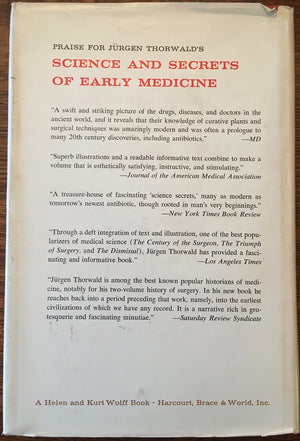 PRAISE FOR JÜRGEN THORWALD'S
SCIENCE AND SECRETS
OF EARLY MEDICINE
"A swift and striking picture of the drugs, diseases, and doctors in the
ancient world, and it reveals that their knowledge of curative plants and
surgical techniques was amazingly modern and was often a prologue to
many 20th century discoveries, including antibiotics." —MD
"Superb illustrations and a readable informative text combine to make a
volume that is esthetically satisfying, instructive, and stimulating."
—Journal of the American Medical Association
"A treasure-house of fascinating 'science secrets,' many as modern as
tomorrow's newest antibiotic, though rooted in man's very beginnings."
—New York Times Book Review
"Through a deft integration of text and illustration, one of the best popu-
larizers of medical science (The Century of the Surgeon, The Triumph
of Surgery, and The Dismissal), Jürgen Thorwald has provided a fasci-
nating and informative book." —Los Angeles Times
"Jürgen Thorwald is among the best known popular historians of medi-
cine, notably for his two-volume history of surgery. In his new book he
reaches back into a period preceding that work, namely, into the earliest
civilizations of which we have any record. It is a narrative rich in gro-
tesquerie and fascinating minutiae." —Saturday Review Syndicate
A Helen and Kurt Wolff Book · Harcourt, Brace & World, Inc.